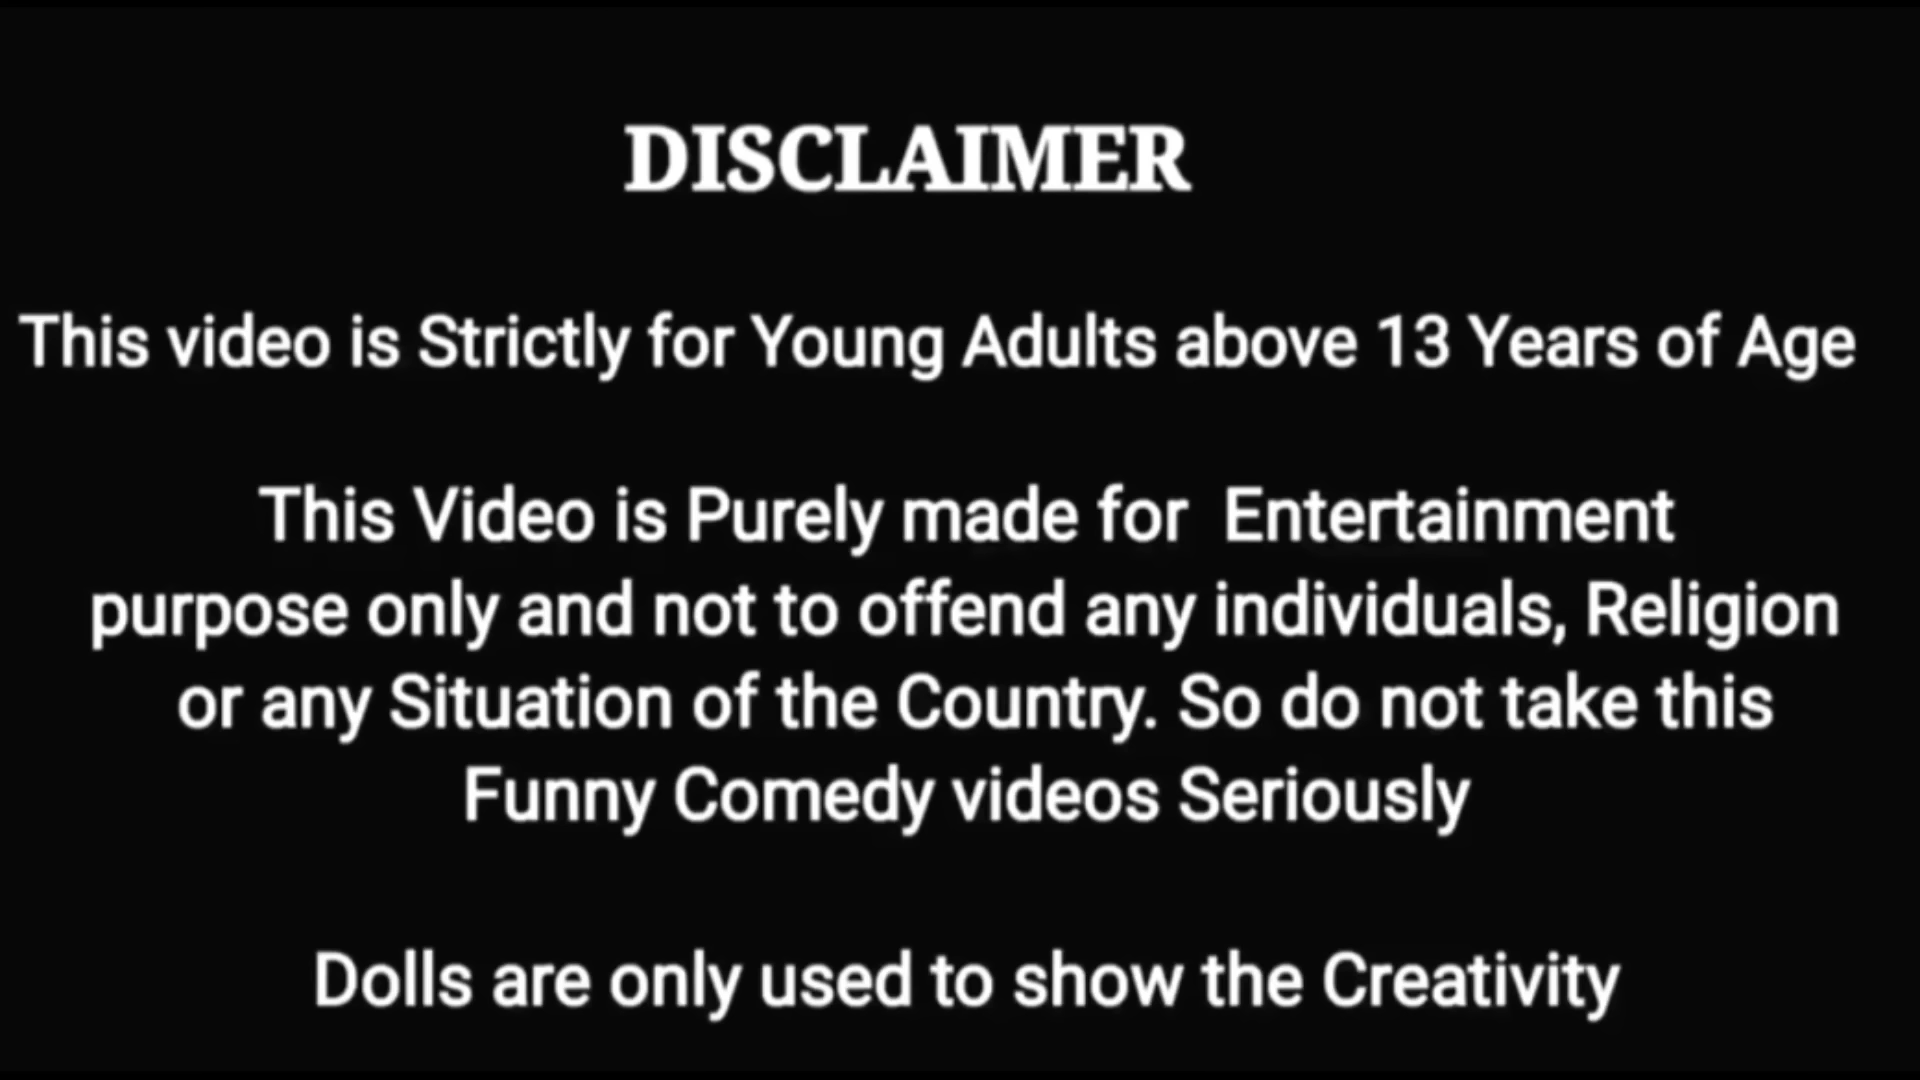 DISCLAIMER
This video is Strictly for Young Adults above 13 Years of Age
This Video is Purely made for  Entertainment
purpose only and not to offend any individuals, Religion
or any Situation of the Country. So do not take this
Funny Comedy videos Seriously
Dolls are only used to show the Creativity